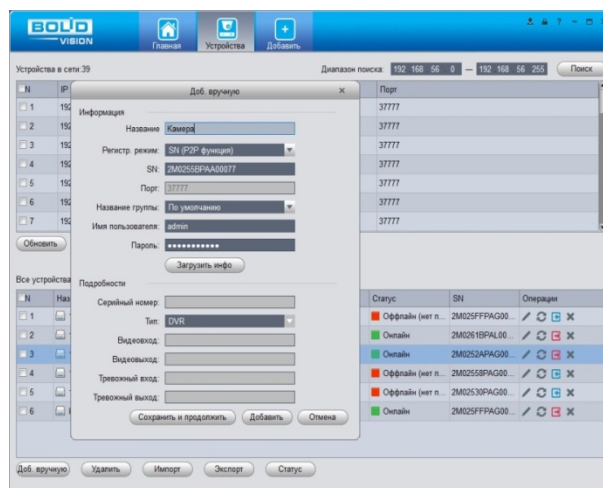 BOLID
VISION
Главная
Устройства
Добавить
Устройства в сети:39
Диапазон поиска: 192 168 56 0 — 192 168 56 255 Поиск
N IP Порт
1 192 37777
2 192 37777
3 192 37777
4 192 37777
5 192 37777
6 192 37777
7 192 37777
Доб. вручную
Информация
Название Камера
Регистр. режим: SN (P2P функция)
SN: 2M0255BPAA00077
Порт: 37777
Название группы: По умолчанию
Имя пользователя: admin
Пароль: •••••••••••
Загрузить инфо
Подробности
Серийный номер:
Тип: DVR
Видеовход:
Видеовыход:
Тревожный вход:
Тревожный выход:
Сохранить и продолжить Добавить Отмена
Обновить
Все устройства
N Наз Статус SN Операции
1 Оффлайн (нет п... 2M025FFPAG00...
2 Онлайн 2M0261BPAL00...
3 Онлайн 2M0252APAG00...
4 Оффлайн (нет п... 2M02558PAG00...
5 Оффлайн (нет п... 2M02530PAG00...
6 Онлайн 2M025FFPAG00...
Доб. вручную Удалить Импорт Экспорт Статус